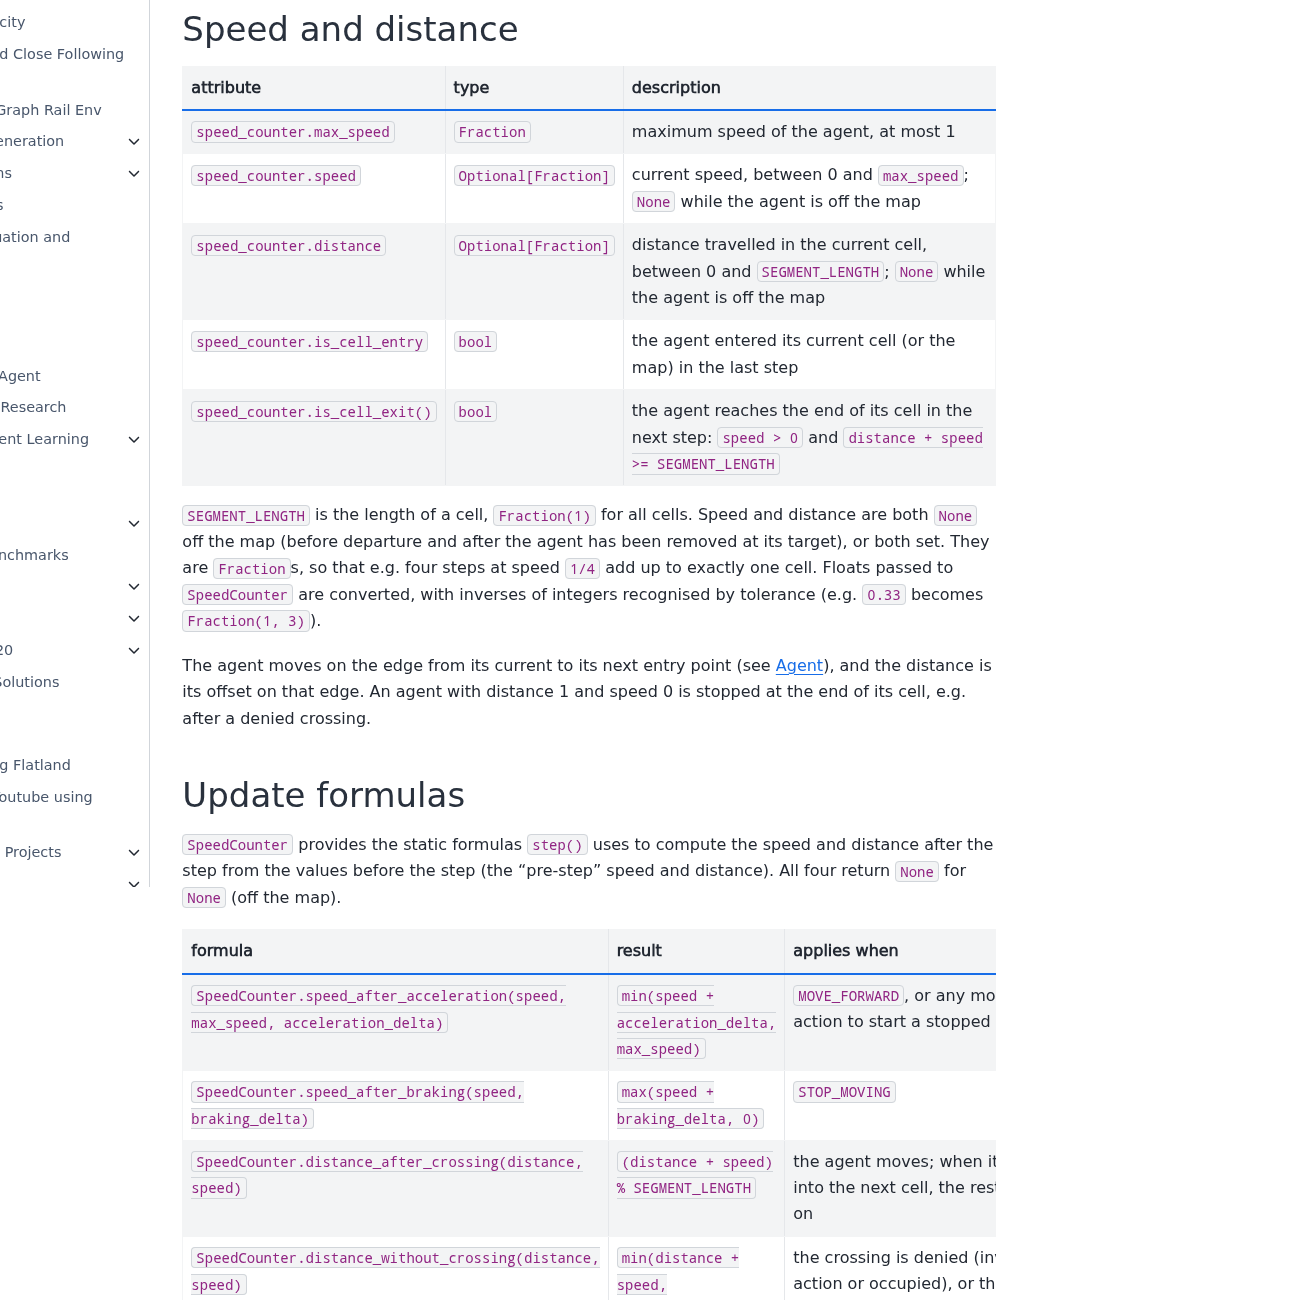 city
d Close Following
Graph Rail Env
eneration
ns
s
uation and
Agent
Research
ent Learning
nchmarks
20
Solutions
g Flatland
outube using
Projects
Speed and distance
attribute type description
speed_counter.max_speed Fraction maximum speed of the agent, at most 1
speed_counter.speed Optional[Fraction] current speed, between 0 and max_speed;
None while the agent is off the map
speed_counter.distance Optional[Fraction] distance travelled in the current cell,
between 0 and SEGMENT_LENGTH; None while
the agent is off the map
speed_counter.is_cell_entry bool the agent entered its current cell (or the
map) in the last step
speed_counter.is_cell_exit() bool the agent reaches the end of its cell in the
next step: speed > 0 and distance + speed
>= SEGMENT_LENGTH
SEGMENT_LENGTH is the length of a cell, Fraction(1) for all cells. Speed and distance are both None
off the map (before departure and after the agent has been removed at its target), or both set. They
are Fractions, so that e.g. four steps at speed 1/4 add up to exactly one cell. Floats passed to
SpeedCounter are converted, with inverses of integers recognised by tolerance (e.g. 0.33 becomes
Fraction(1, 3)).
The agent moves on the edge from its current to its next entry point (see Agent), and the distance is
its offset on that edge. An agent with distance 1 and speed 0 is stopped at the end of its cell, e.g.
after a denied crossing.
Update formulas
SpeedCounter provides the static formulas step() uses to compute the speed and distance after the
step from the values before the step (the “pre-step” speed and distance). All four return None for
None (off the map).
formula result applies when
SpeedCounter.speed_after_acceleration(speed, min(speed + MOVE_FORWARD, or any mo
max_speed, acceleration_delta) acceleration_delta, action to start a stopped
max_speed)
SpeedCounter.speed_after_braking(speed, max(speed + STOP_MOVING
braking_delta) braking_delta, 0)
SpeedCounter.distance_after_crossing(distance, (distance + speed) the agent moves; when it
speed) % SEGMENT_LENGTH into the next cell, the rest
on
SpeedCounter.distance_without_crossing(distance, min(distance + the crossing is denied (inv
speed) speed, action or occupied), or th